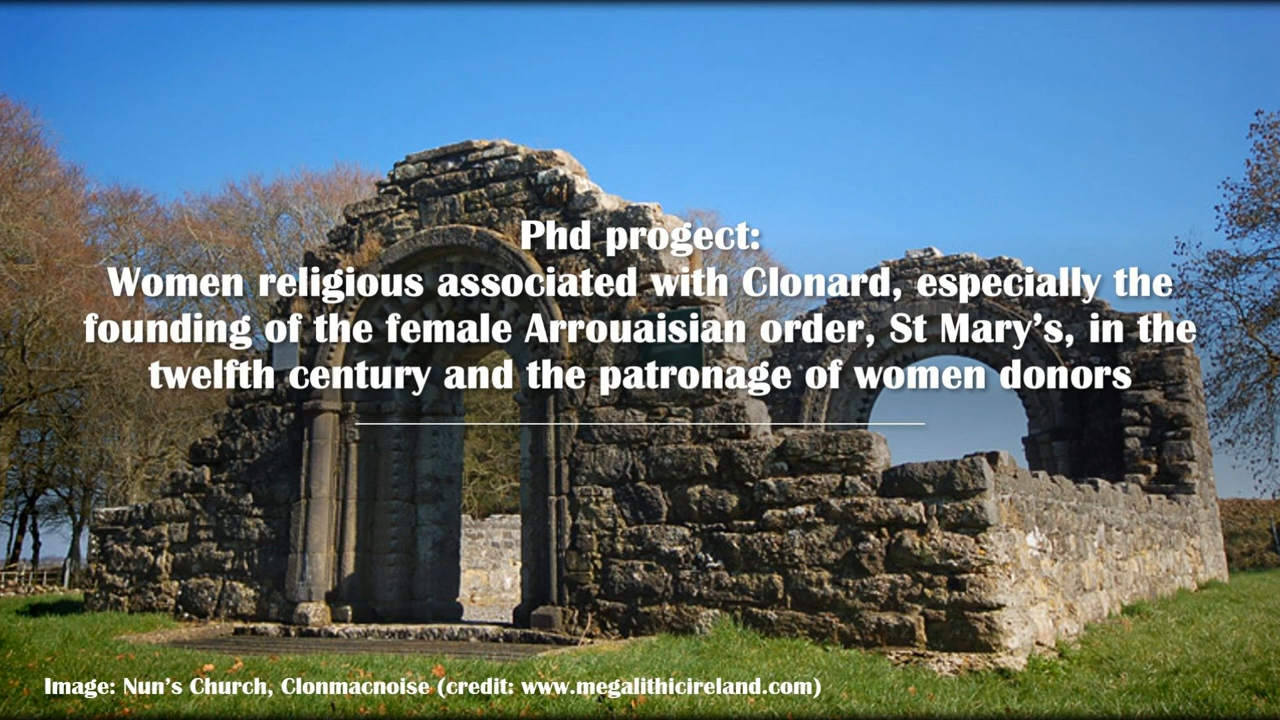 Phd progect:
Women religious associated with Clonard, especially the
founding of the female Arrouaisian order, St Mary’s, in the
twelfth century and the patronage of women donors
Image: Nun’s Church, Clonmacnoise (credit: www.megalithicireland.com)